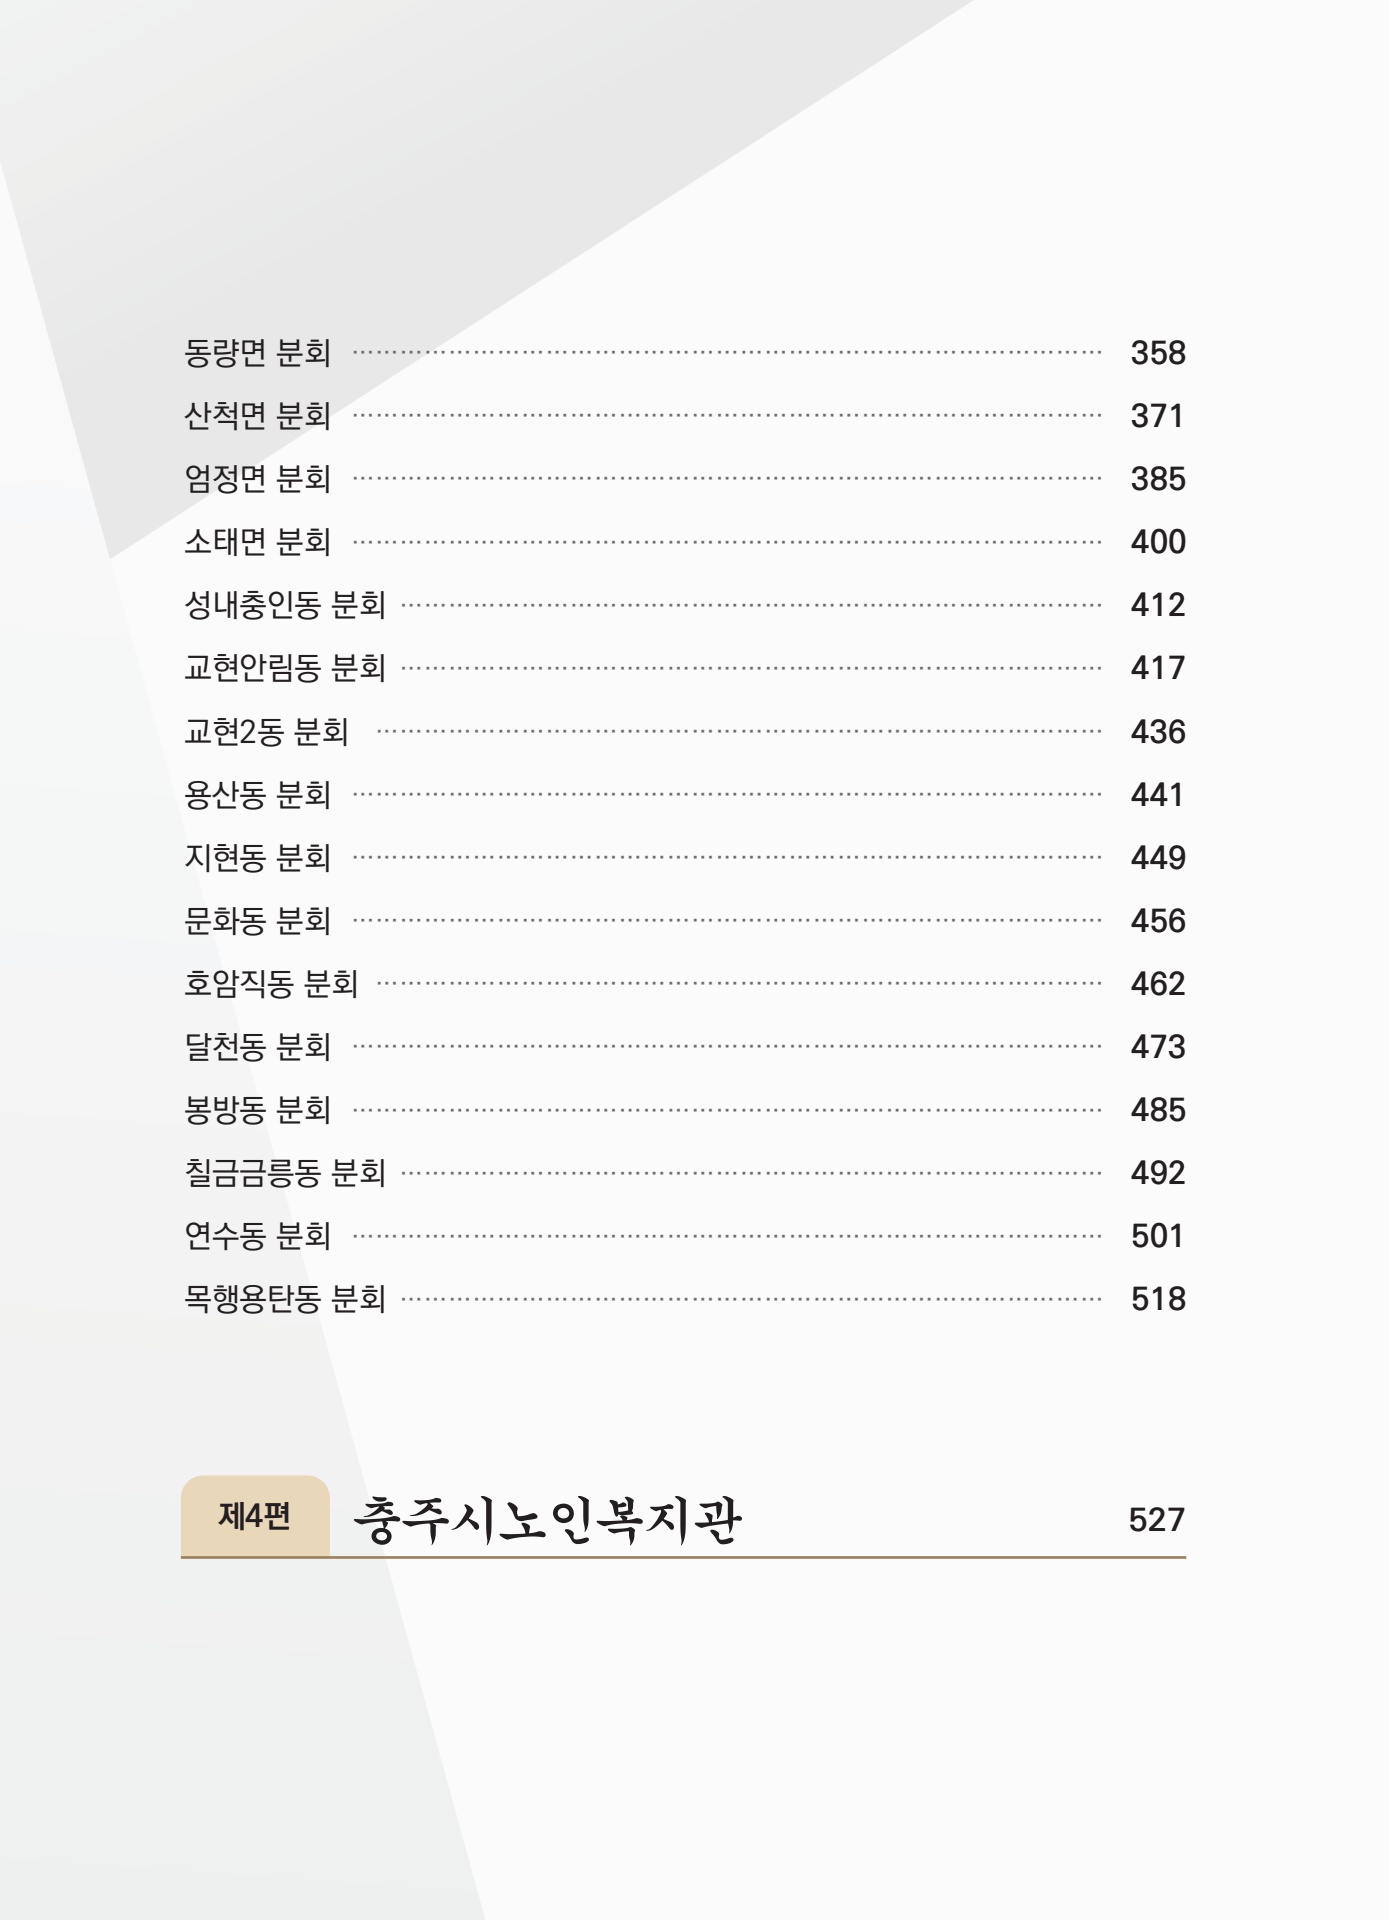 동량면 분회 358
산척면 분회 371
엄정면 분회 385
소태면 분회 400
성내충인동 분회 412
교현안림동 분회 417
교현2동 분회 436
용산동 분회 441
지현동 분회 449
문화동 분회 456
호암직동 분회 462
달천동 분회 473
봉방동 분회 485
칠금금릉동 분회 492
연수동 분회 501
목행용탄동 분회 518
제4편 충주시노인복지관 527